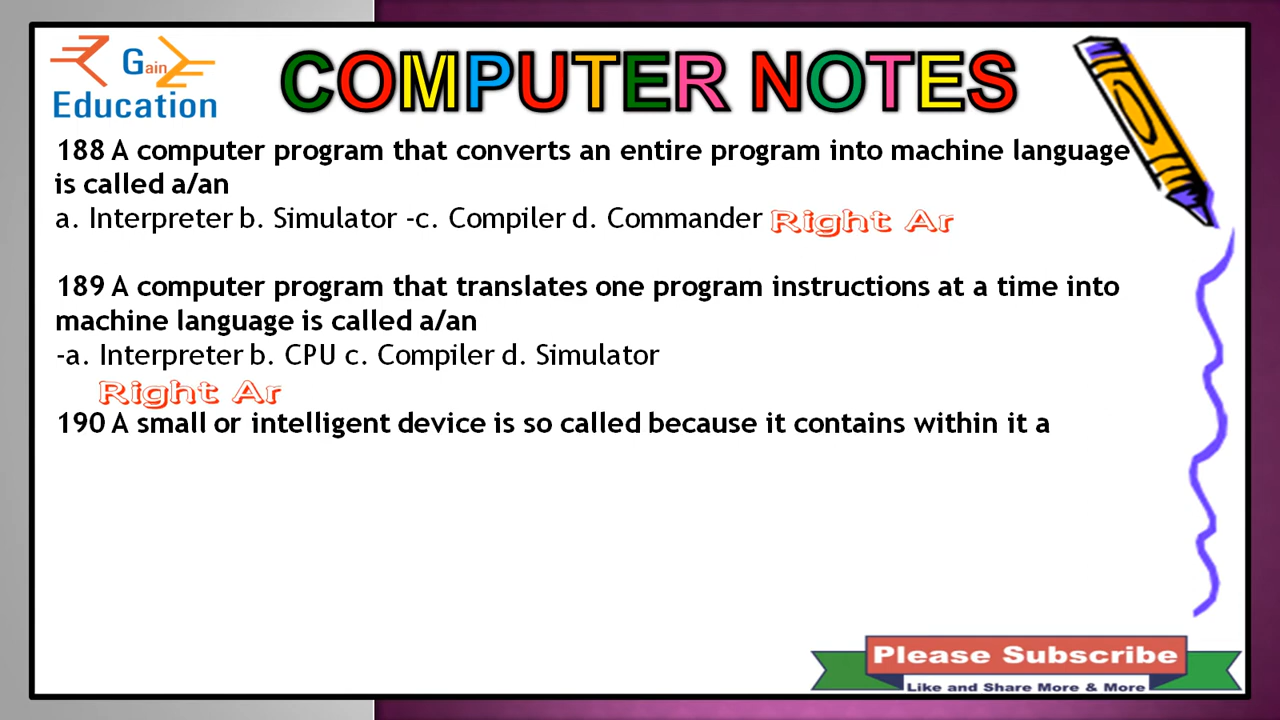 Gain
Education
COMPUTER NOTES
188 A computer program that converts an entire program into machine language
is called a/an
a. Interpreter b. Simulator -c. Compiler d. Commander Right Ar
189 A computer program that translates one program instructions at a time into
machine language is called a/an
-a. Interpreter b. CPU c. Compiler d. Simulator
Right Ar
190 A small or intelligent device is so called because it contains within it a
Please Subscribe
Like and Share More & More